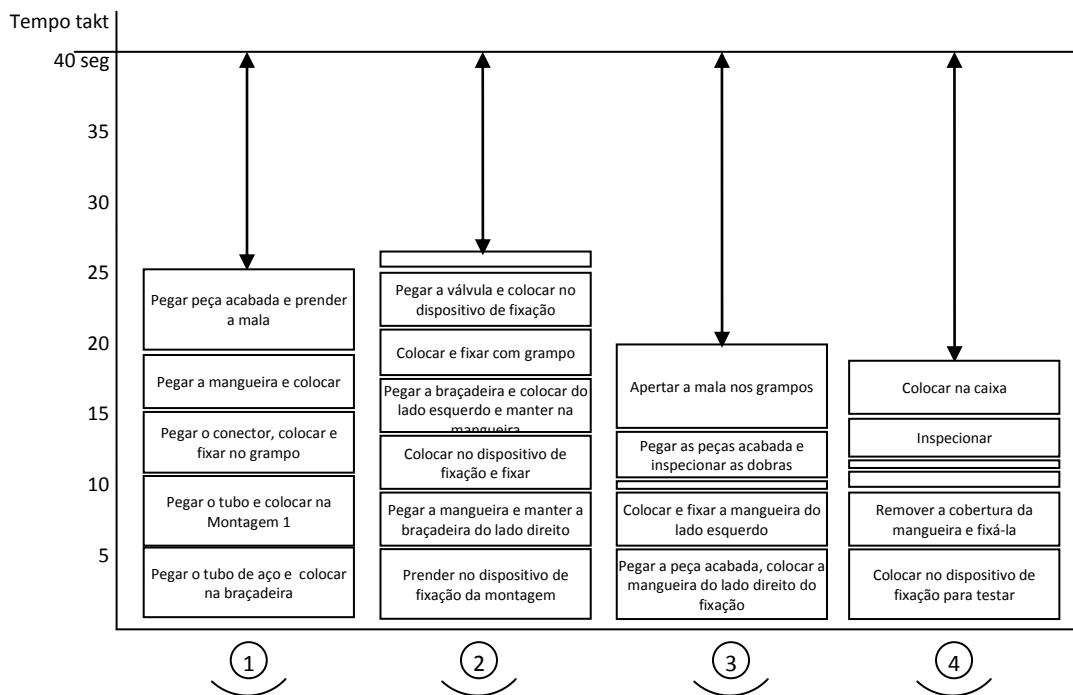 Tempo takt
40 seg
35
30
25
20
15
10
5
Pegar peça acabada e prender
a mala
Pegar a mangueira e colocar
Pegar o conector, colocar e
fixar no grampo
Pegar o tubo e colocar na
Montagem 1
Pegar o tubo de aço e colocar
na braçadeira
Pegar a válvula e colocar no
dispositivo de fixação
Colocar e fixar com grampo
Pegar a braçadeira e colocar do
lado esquerdo e manter na
mangueira
Colocar no dispositivo de
fixação e fixar
Pegar a mangueira e manter a
braçadeira do lado direito
Prender no dispositivo de
fixação da montagem
Apertar a mala nos grampos
Pegar as peças acabada e
inspecionar as dobras
Colocar e fixar a mangueira do
lado esquerdo
Pegar a peça acabada, colocar a
mangueira do lado direito do
fixação
Colocar na caixa
Inspecionar
Remover a cobertura da
mangueira e fixá-la
Colocar no dispositivo de
fixação para testar
1
2
3
4